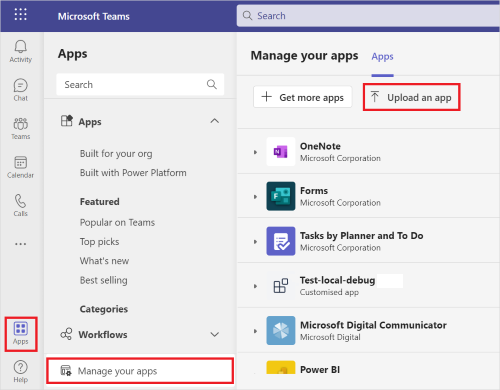 Microsoft Teams
Search
Activity
Chat
Teams
Calendar
Calls
Apps
Help
Apps
Search
Apps
Built for your org
Built with Power Platform
Featured
Popular on Teams
Top picks
What's new
Best selling
Categories
Workflows
Manage your apps
Manage your apps
Apps
Get more apps
Upload an app
OneNote
Microsoft Corporation
Forms
Microsoft Corporation
Tasks by Planner and To Do
Microsoft Corporation
Test-local-debug
Customised app
Microsoft Digital Communicator
Microsoft Digital
Power BI